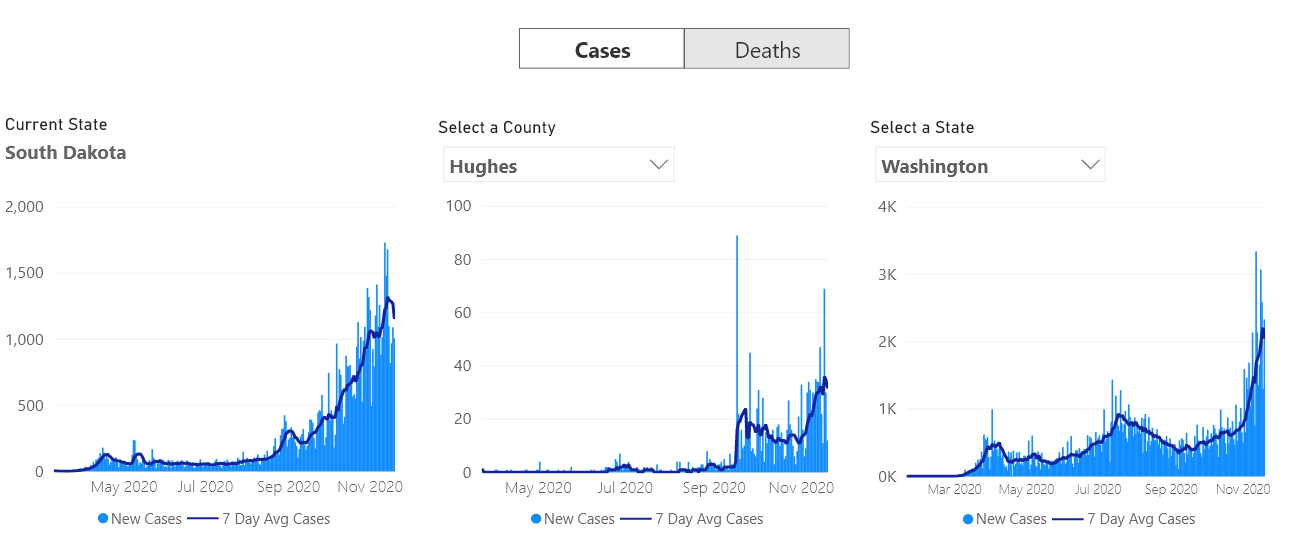 Cases Deaths
Current State
South Dakota
2,000
1,500
1,000
500
0
May 2020 Jul 2020 Sep 2020 Nov 2020
New Cases 7 Day Avg Cases
Select a County
Hughes
100
80
60
40
20
0
May 2020 Jul 2020 Sep 2020 Nov 2020
New Cases 7 Day Avg Cases
Select a State
Washington
4K
3K
2K
1K
0K
Mar 2020 May 2020 Jul 2020 Sep 2020 Nov 2020
New Cases 7 Day Avg Cases